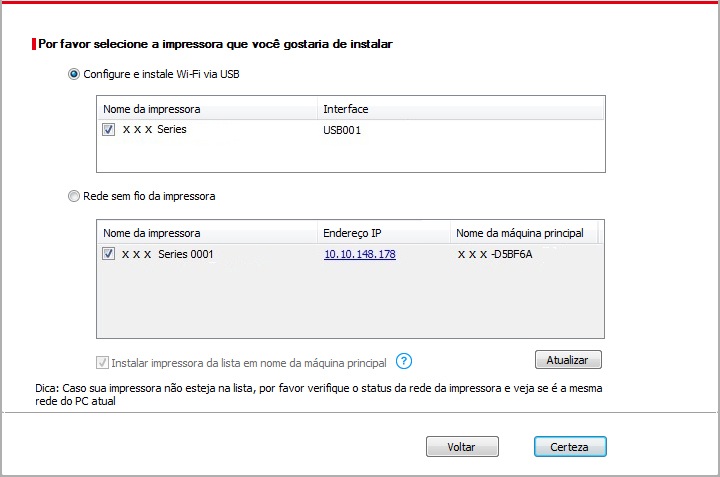 Por favor selecione a impressora que você gostaria de instalar
Configure e instale Wi-Fi via USB
Nome da impressora Interface
X X X Series USB001
Rede sem fio da impressora
Nome da impressora Endereço IP Nome da máquina principal
X X X Series 0001 10.10.148.178 X X X -D5BF6A
Instalar impressora da lista em nome da máquina principal ?
Atualizar
Dica: Caso sua impressora não esteja na lista, por favor verifique o status da rede da impressora e veja se é a mesma
rede do PC atual
Voltar Certeza